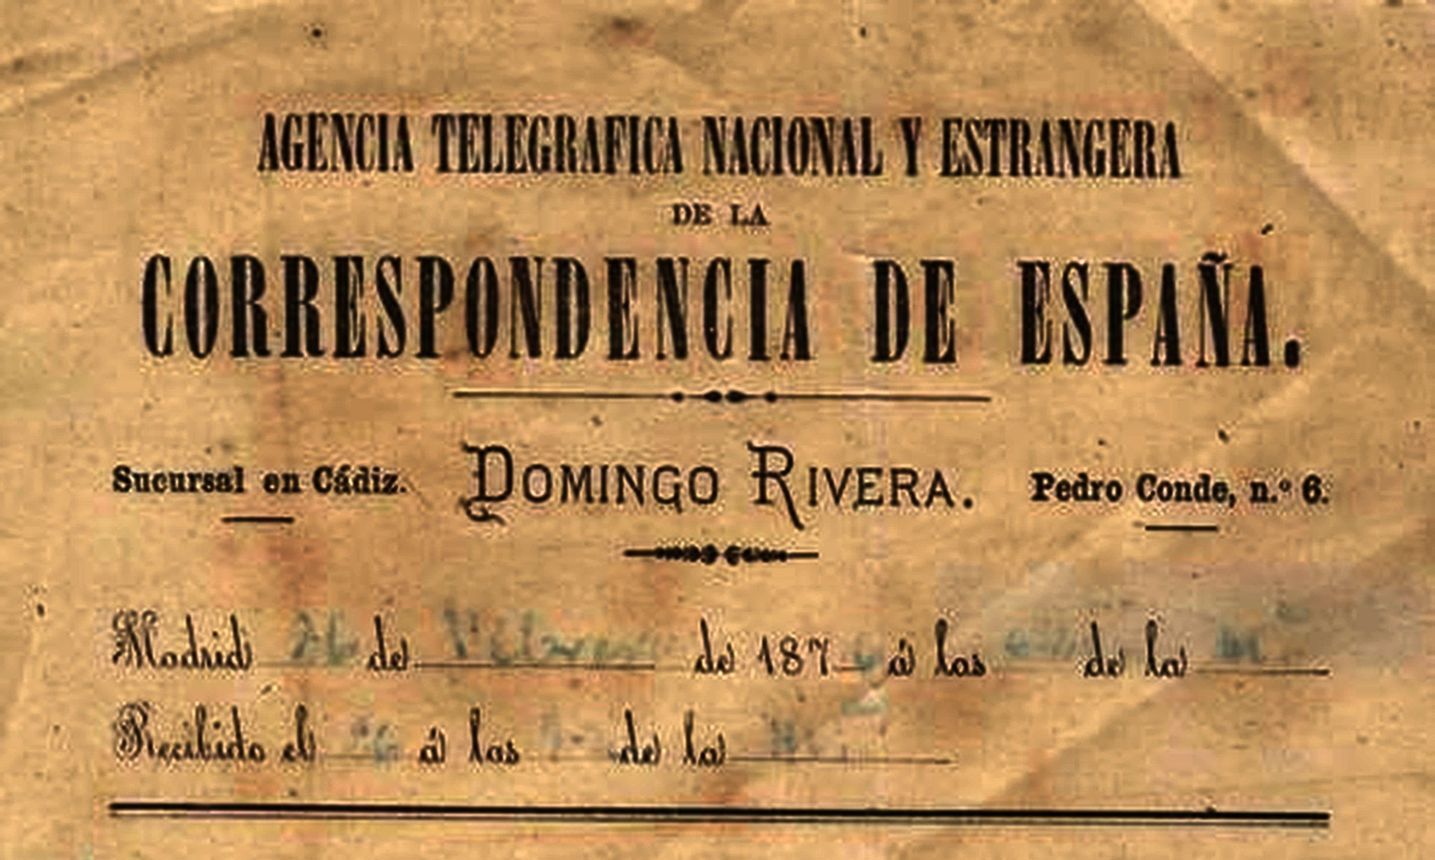 AGENCIA TELEGRAFICA NACIONAL Y ESTRANGERA
DE LA
CORRESPONDENCIA DE ESPAÑA.
Sucursal en Cádiz. DOMINGO RIVERA. Pedro Conde, n.º 6.
Madrid de de 187 á las de la
Recibido el á las de la